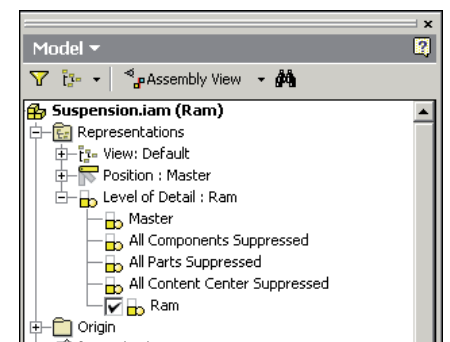 Model
Assembly View
Suspension.iam (Ram)
Representations
View: Default
Position : Master
Level of Detail : Ram
Master
All Components Suppressed
All Parts Suppressed
All Content Center Suppressed
Ram
Origin